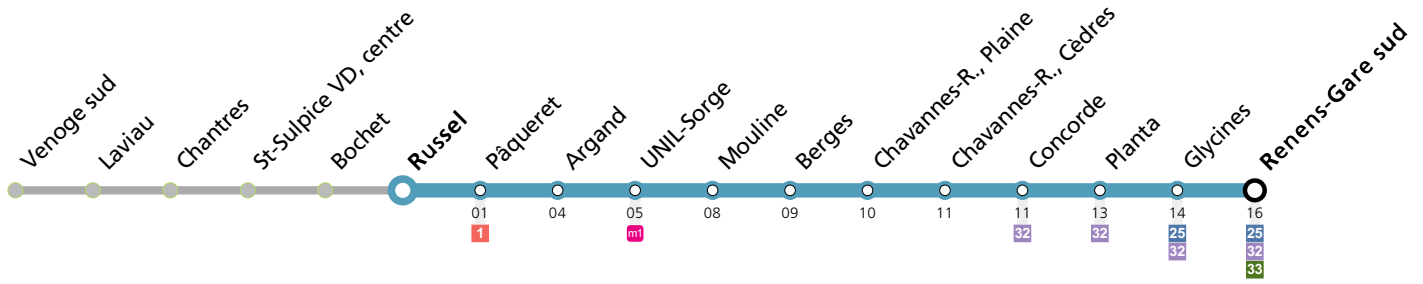 Venoge sud
Laviau
Chantres
St-Sulpice VD, centre
Bochet
Russel
Pâqueret
Argand
UNIL-Sorge
Mouline
Berges
Chavannes-R., Plaine
Chavannes-R., Cèdres
Concorde
Planta
Glycines
Renens-Gare sud
01 04 05 08 09 10 11 11 13 14 16
1 m1 32 32 25 25
32 32
33